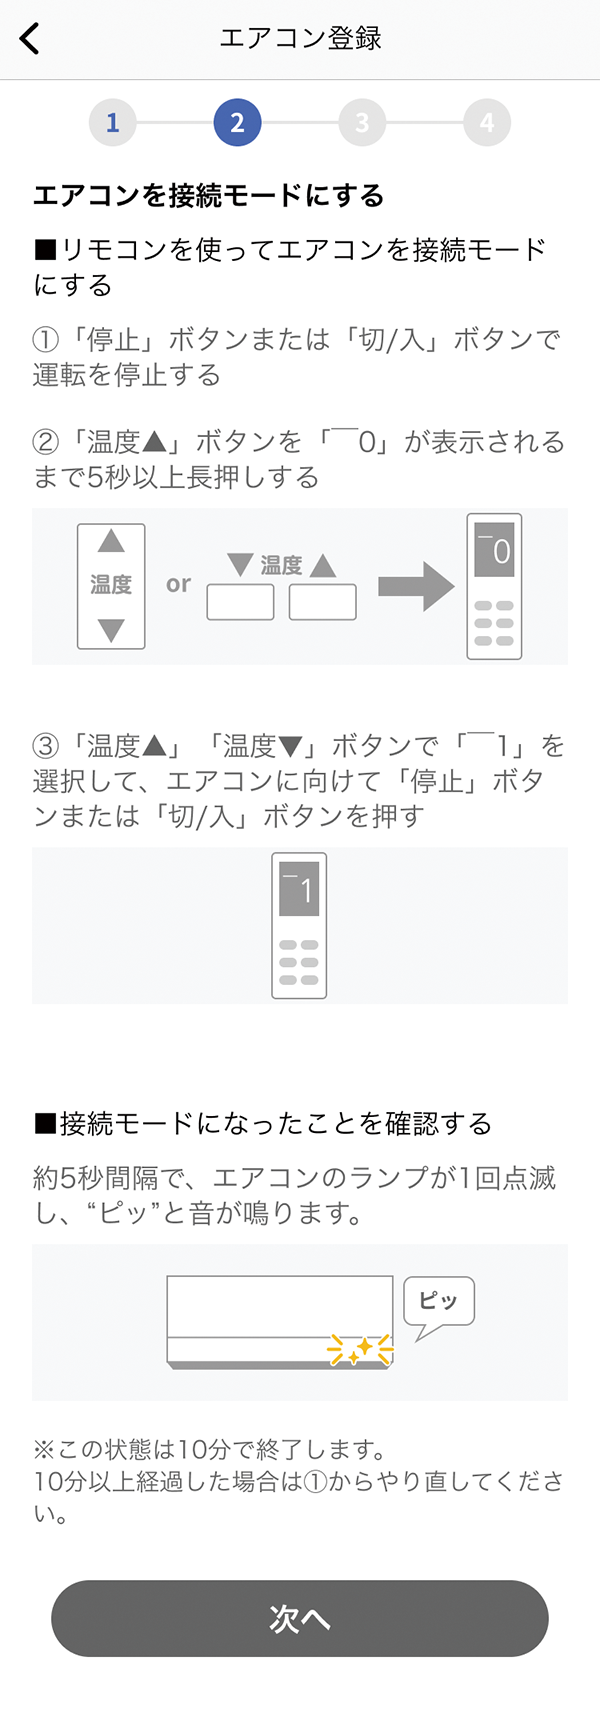 エアコン登録
1
2
3
4
エアコンを接続モードにする
■リモコンを使ってエアコンを接続モード
にする
①「停止」ボタンまたは「切/入」ボタンで
運転を停止する
②「温度▲」ボタンを「￣0」が表示される
まで5秒以上長押しする
▲
温度
▼
or
▼ 温度 ▲
￣0
③「温度▲」「温度▼」ボタンで「￣1」を
選択して、エアコンに向けて「停止」ボタ
ンまたは「切/入」ボタンを押す
￣1
■接続モードになったことを確認する
約5秒間隔で、エアコンのランプが1回点滅
し、“ピッ”と音が鳴ります。
ピッ
※この状態は10分で終了します。
10分以上経過した場合は①からやり直してくださ
い。
次へ